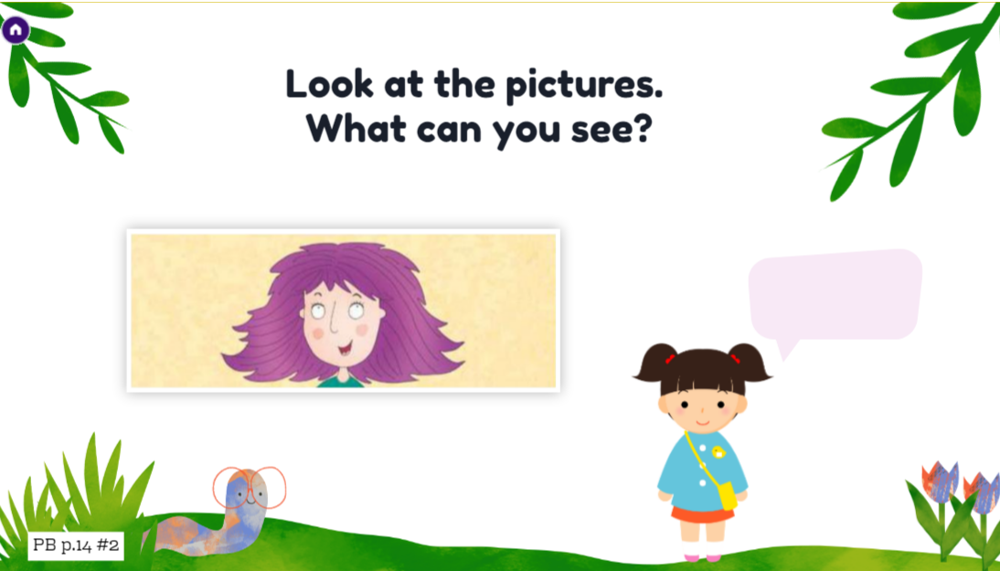 Look at the pictures.
What can you see?
PB p.14 #2